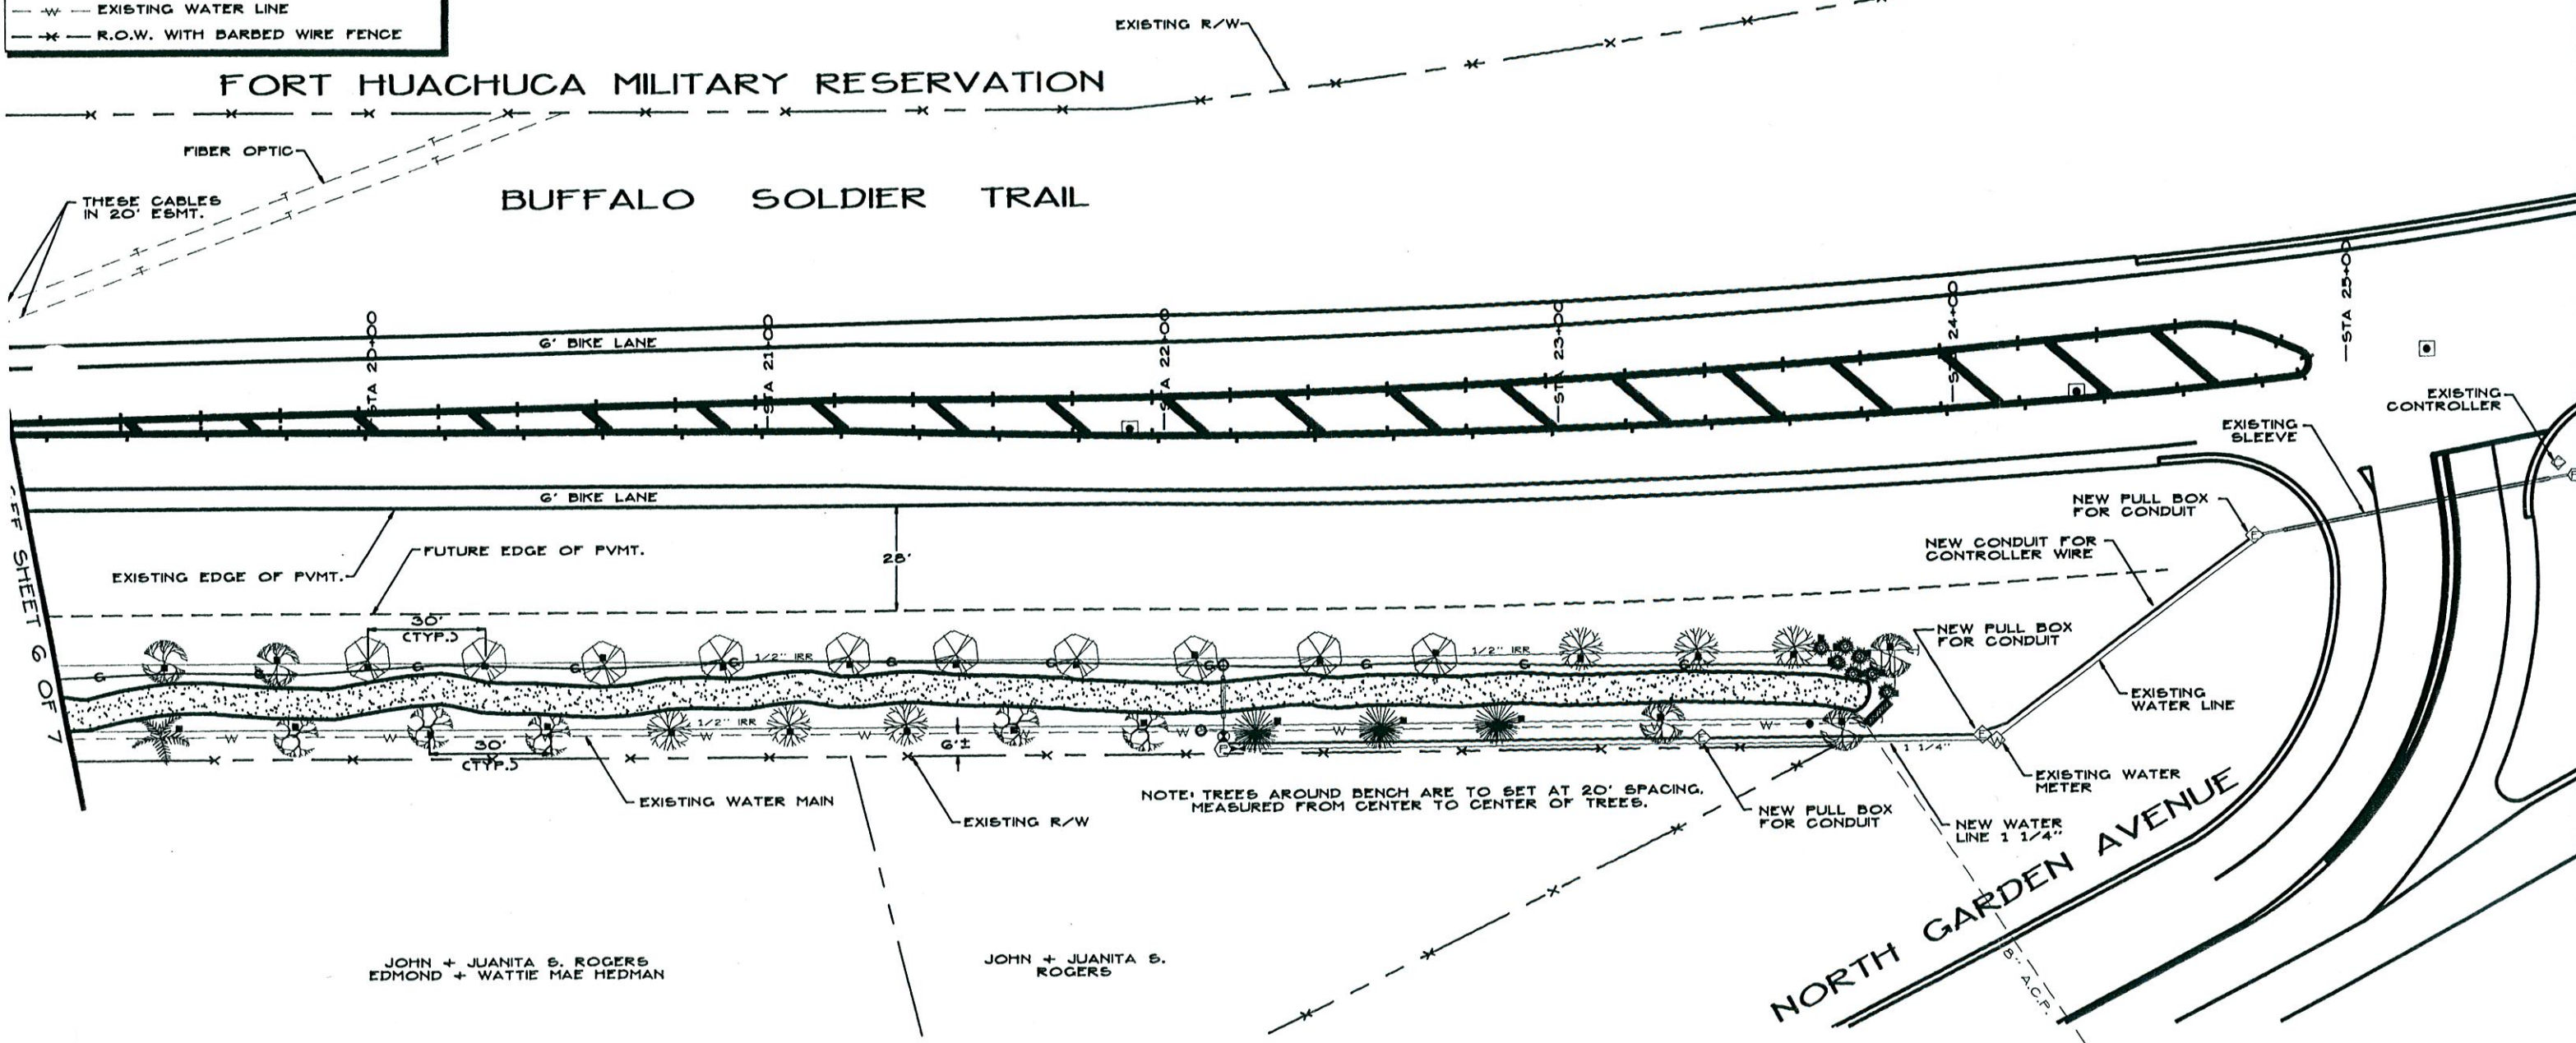 — W — EXISTING WATER LINE
— X — R.O.W. WITH BARBED WIRE FENCE
EXISTING R/W
FORT HUACHUCA MILITARY RESERVATION
FIBER OPTIC
THESE CABLES
IN 20' ESMT.
BUFFALO SOLDIER TRAIL
6' BIKE LANE
STA 20+00
STA 21+00
STA 22+00
STA 23+00
STA 24+00
STA 25+00
EXISTING
CONTROLLER
EXISTING
SLEEVE
6' BIKE LANE
SEE SHEET 6 OF 7
NEW PULL BOX
FOR CONDUIT
NEW CONDUIT FOR
CONTROLLER WIRE
FUTURE EDGE OF PVMT.
EXISTING EDGE OF PVMT.
28'
30'
(TYP.)
1/2" IRR
1/2" IRR
NEW PULL BOX
FOR CONDUIT
EXISTING
WATER LINE
1/2" IRR
6'±
30'
(TYP.)
1 1/4"
EXISTING WATER
METER
EXISTING WATER MAIN
EXISTING R/W
NOTE: TREES AROUND BENCH ARE TO SET AT 20' SPACING,
MEASURED FROM CENTER TO CENTER OF TREES.
NEW PULL BOX
FOR CONDUIT
NEW WATER
LINE 1 1/4"
NORTH GARDEN AVENUE
8" A.C.P.
JOHN + JUANITA S. ROGERS
EDMOND + WATTIE MAE HEDMAN
JOHN + JUANITA S.
ROGERS